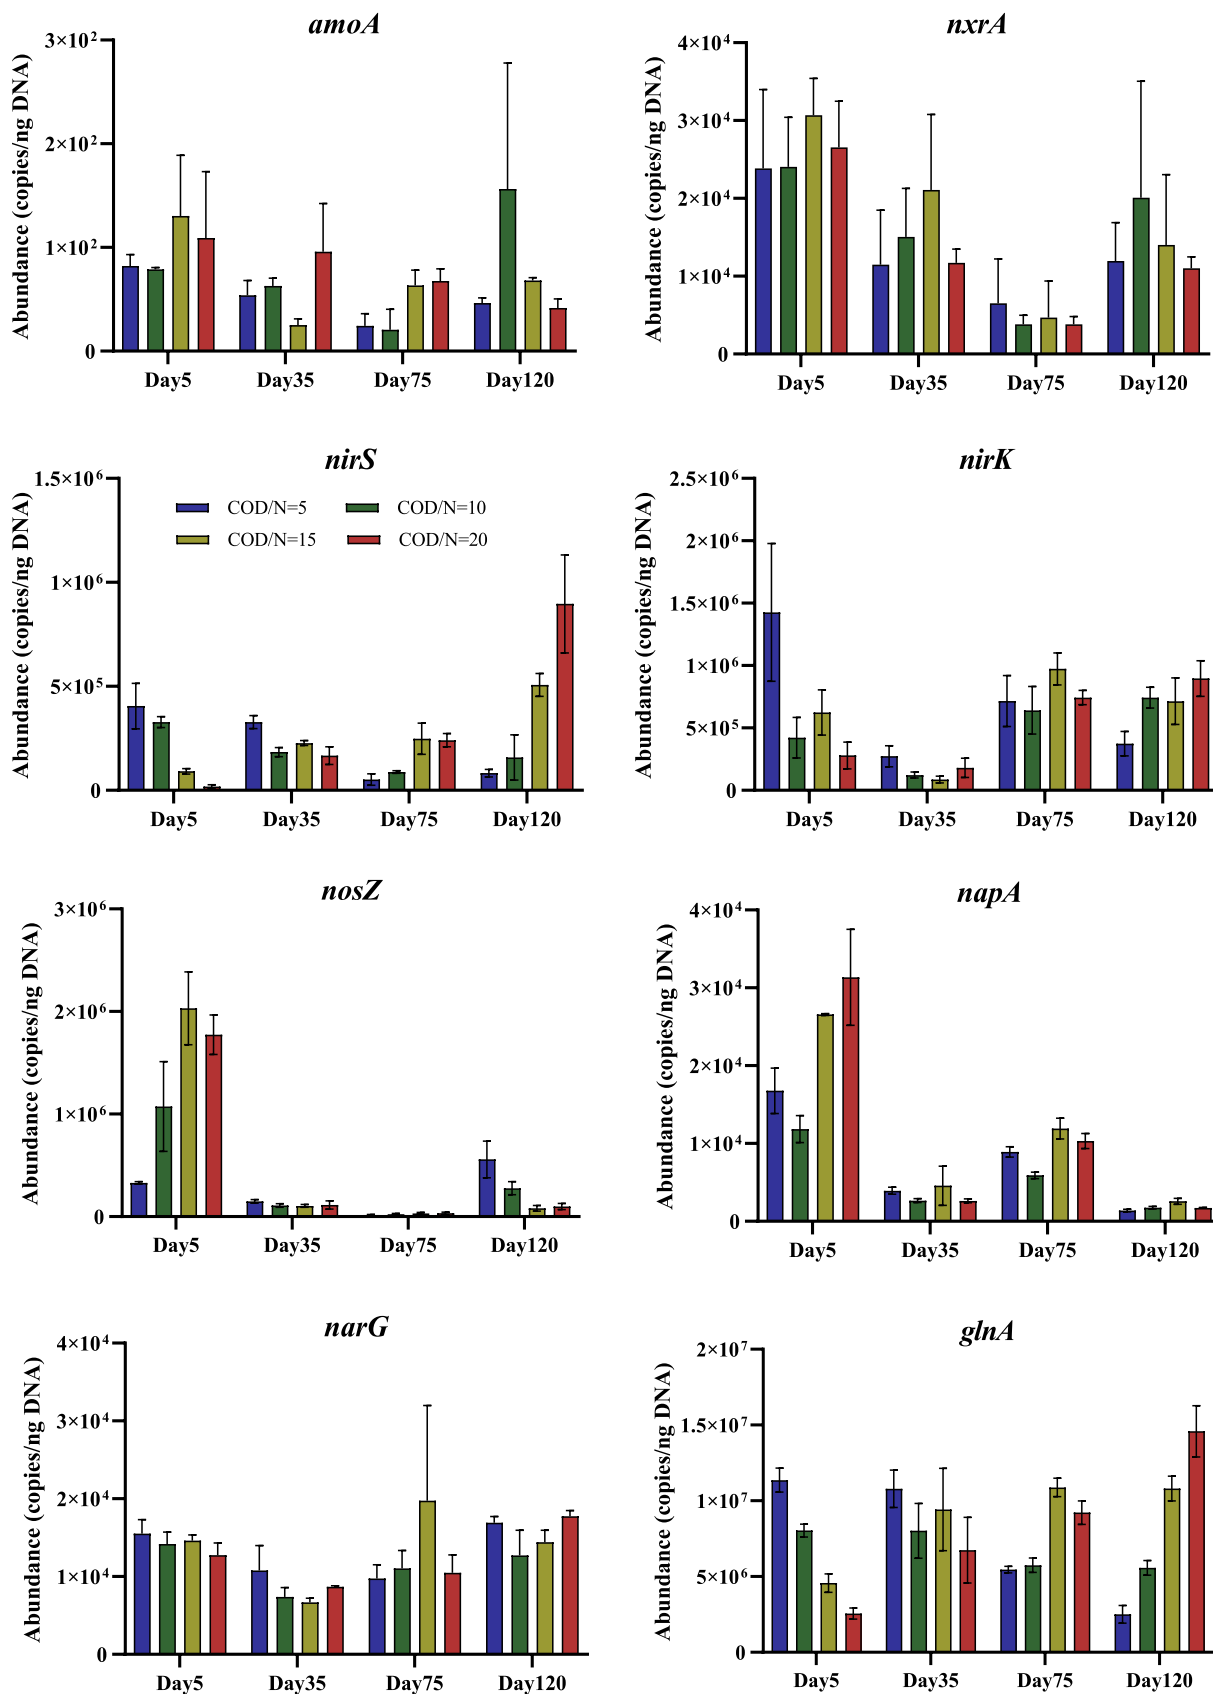 amoA
Abundance (copies/ng DNA)
3×10²
2×10²
1×10²
0
Day5 Day35 Day75 Day120
nxrA
Abundance (copies/ng DNA)
4×10⁴
3×10⁴
2×10⁴
1×10⁴
0
Day5 Day35 Day75 Day120
nirS
Abundance (copies/ng DNA)
1.5×10⁶
1×10⁶
5×10⁵
0
COD/N=5 COD/N=10
COD/N=15 COD/N=20
Day5 Day35 Day75 Day120
nirK
Abundance (copies/ng DNA)
2.5×10⁶
2×10⁶
1.5×10⁶
1×10⁶
5×10⁵
0
Day5 Day35 Day75 Day120
nosZ
Abundance (copies/ng DNA)
3×10⁶
2×10⁶
1×10⁶
0
Day5 Day35 Day75 Day120
napA
Abundance (copies/ng DNA)
4×10⁴
3×10⁴
2×10⁴
1×10⁴
0
Day5 Day35 Day75 Day120
narG
Abundance (copies/ng DNA)
4×10⁴
3×10⁴
2×10⁴
1×10⁴
0
Day5 Day35 Day75 Day120
glnA
Abundance (copies/ng DNA)
2×10⁷
1.5×10⁷
1×10⁷
5×10⁶
0
Day5 Day35 Day75 Day120